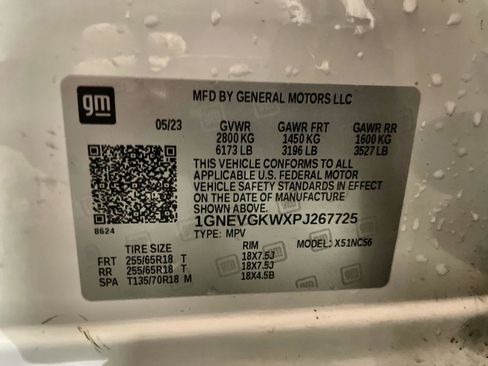 gm
MFD BY GENERAL MOTORS LLC
05/23 GVWR GAWR FRT GAWR RR
2800 KG 1450 KG 1600 KG
6173 LB 3196 LB 3527 LB
THIS VEHICLE CONFORMS TO ALL
APPLICABLE U.S. FEDERAL MOTOR
VEHICLE SAFETY STANDARDS IN EFFECT
ON THE DATE OF MANUFACTURE
SHOWN ABOVE.
8624 1GNEVGKWXPJ267725
TYPE: MPV MODEL: X51NC56
TIRE SIZE RIM
FRT 255/65R18 T 18X7.5J
RR 255/65R18 T 18X7.5J
SPA T135/70R18 M 18X4.5B